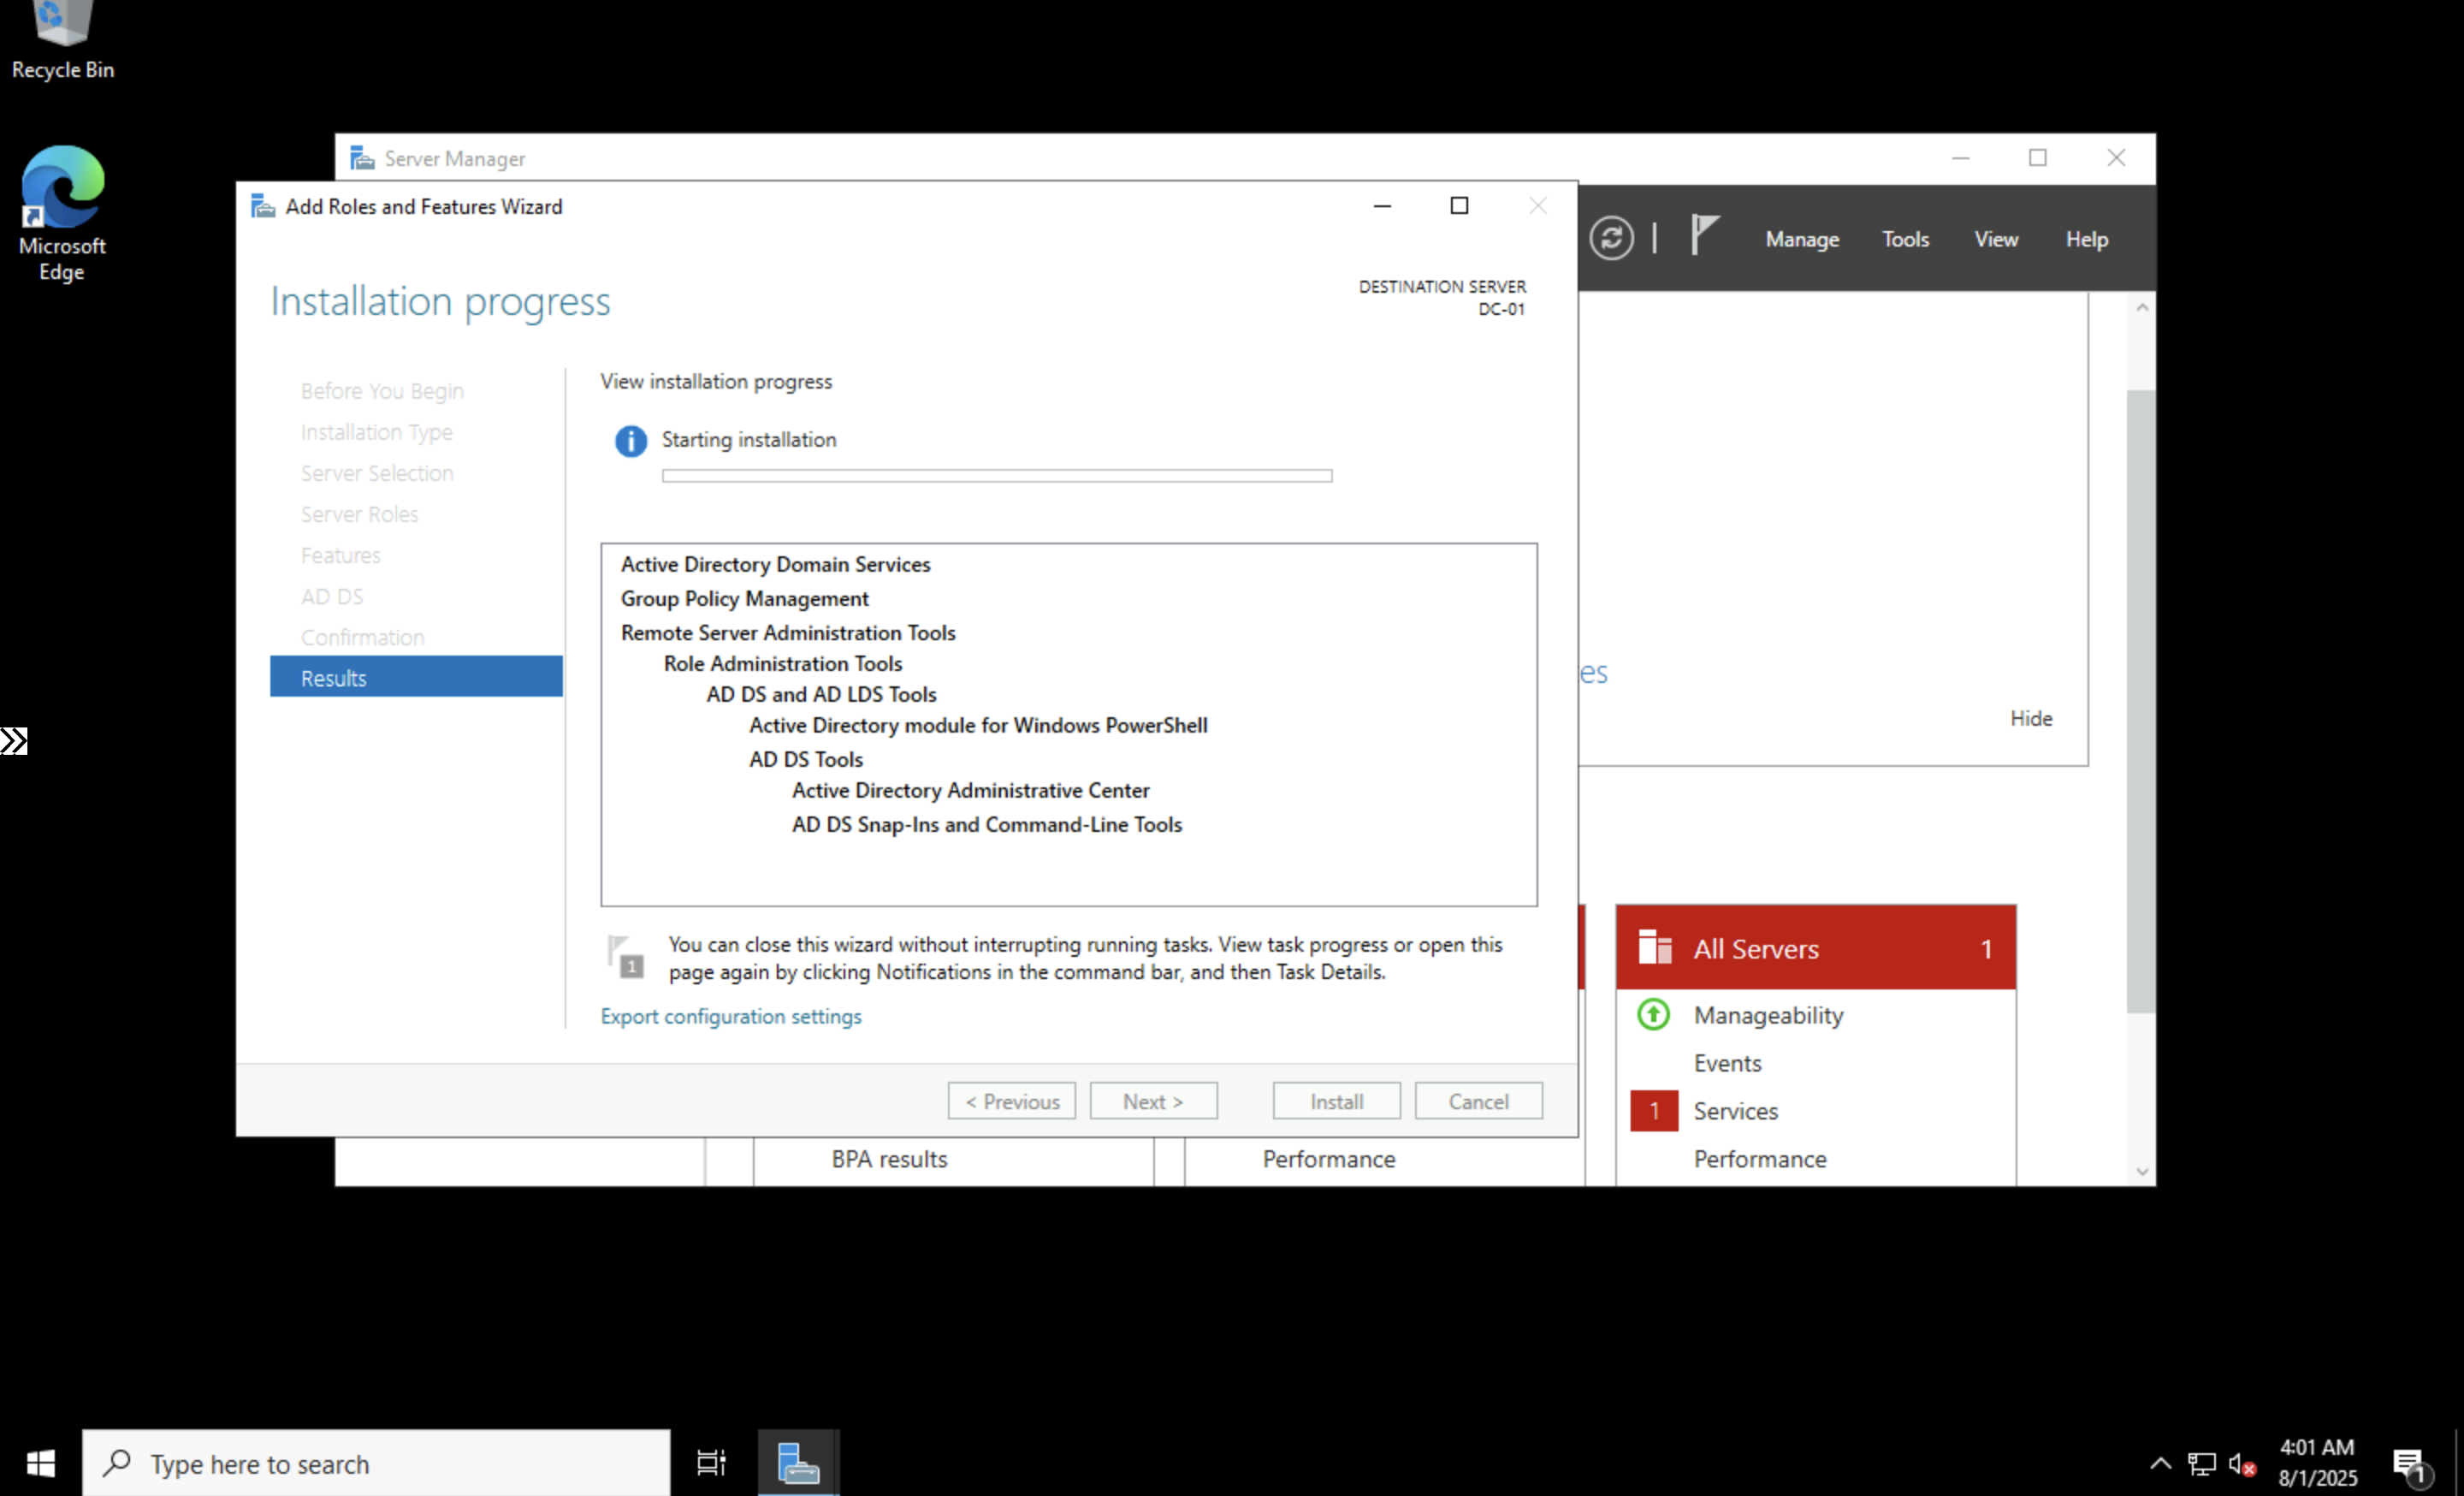 Recycle Bin
Microsoft
Edge
Server Manager
Manage
Tools
View
Help
Add Roles and Features Wizard
Installation progress
DESTINATION SERVER
DC-01
Before You Begin
Installation Type
Server Selection
Server Roles
Features
AD DS
Confirmation
Results
View installation progress
Starting installation
Active Directory Domain Services
Group Policy Management
Remote Server Administration Tools
Role Administration Tools
AD DS and AD LDS Tools
Active Directory module for Windows PowerShell
AD DS Tools
Active Directory Administrative Center
AD DS Snap-Ins and Command-Line Tools
1
You can close this wizard without interrupting running tasks. View task progress or open this
page again by clicking Notifications in the command bar, and then Task Details.
Export configuration settings
< Previous
Next >
Install
Cancel
es
Hide
All Servers
1
Manageability
Events
1
Services
Performance
BPA results
Performance
Type here to search
4:01 AM
8/1/2025
1